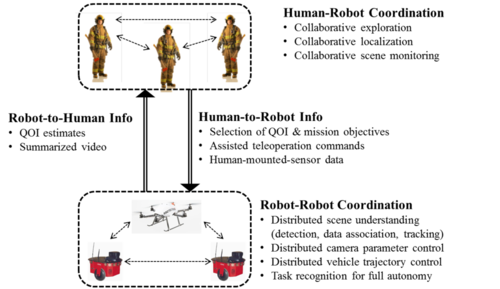 Human-Robot Coordination
• Collaborative exploration
• Collaborative localization
• Collaborative scene monitoring
Robot-to-Human Info
• QOI estimates
• Summarized video
Human-to-Robot Info
• Selection of QOI & mission objectives
• Assisted teleoperation commands
• Human-mounted-sensor data
Robot-Robot Coordination
• Distributed scene understanding
(detection, data association, tracking)
• Distributed camera parameter control
• Distributed vehicle trajectory control
• Task recognition for full autonomy